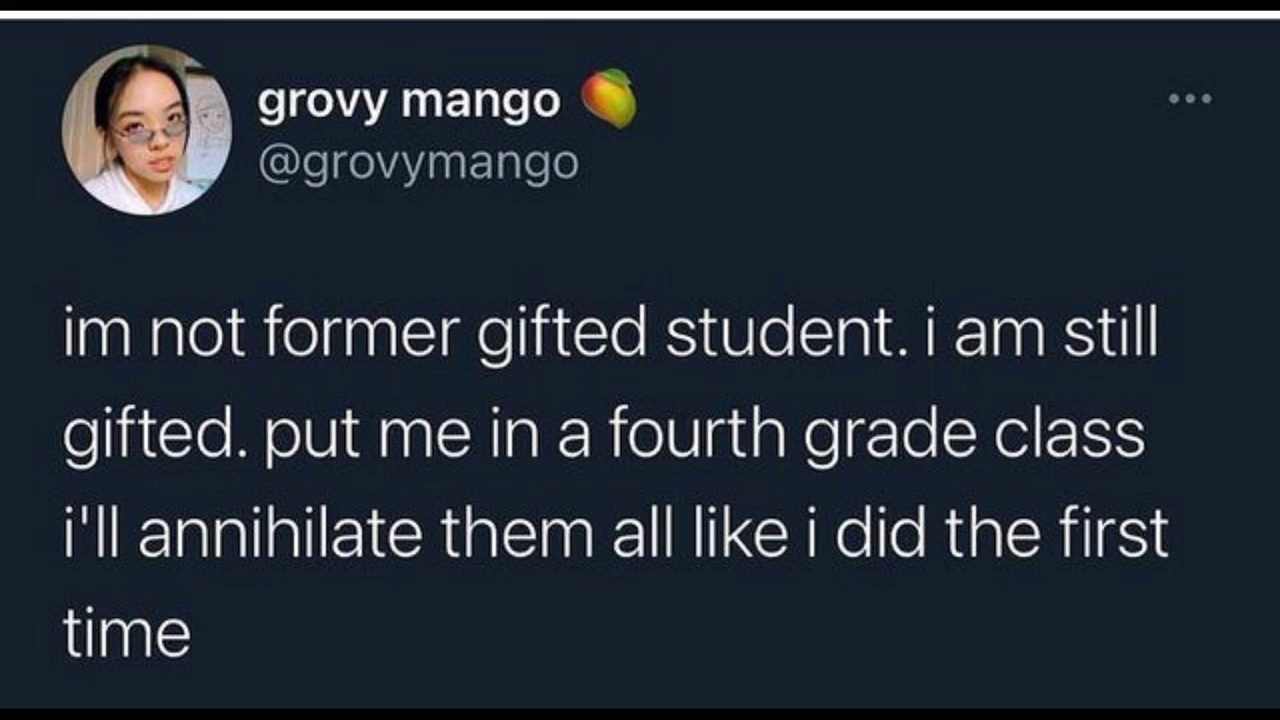 grovy mango 🥭
@grovymango
im not former gifted student. i am still
gifted. put me in a fourth grade class
i'll annihilate them all like i did the first
time